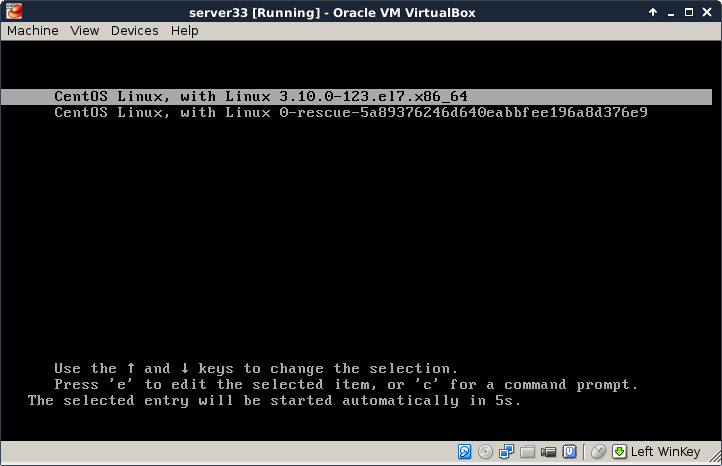 server33 [Running] - Oracle VM VirtualBox
Machine View Devices Help
CentOS Linux, with Linux 3.10.0-123.el7.x86_64
CentOS Linux, with Linux 0-rescue-5a89376246d640eabbfee196a8d376e9
Use the ↑ and ↓ keys to change the selection.
Press 'e' to edit the selected item, or 'c' for a command prompt.
The selected entry will be started automatically in 5s.
Left WinKey